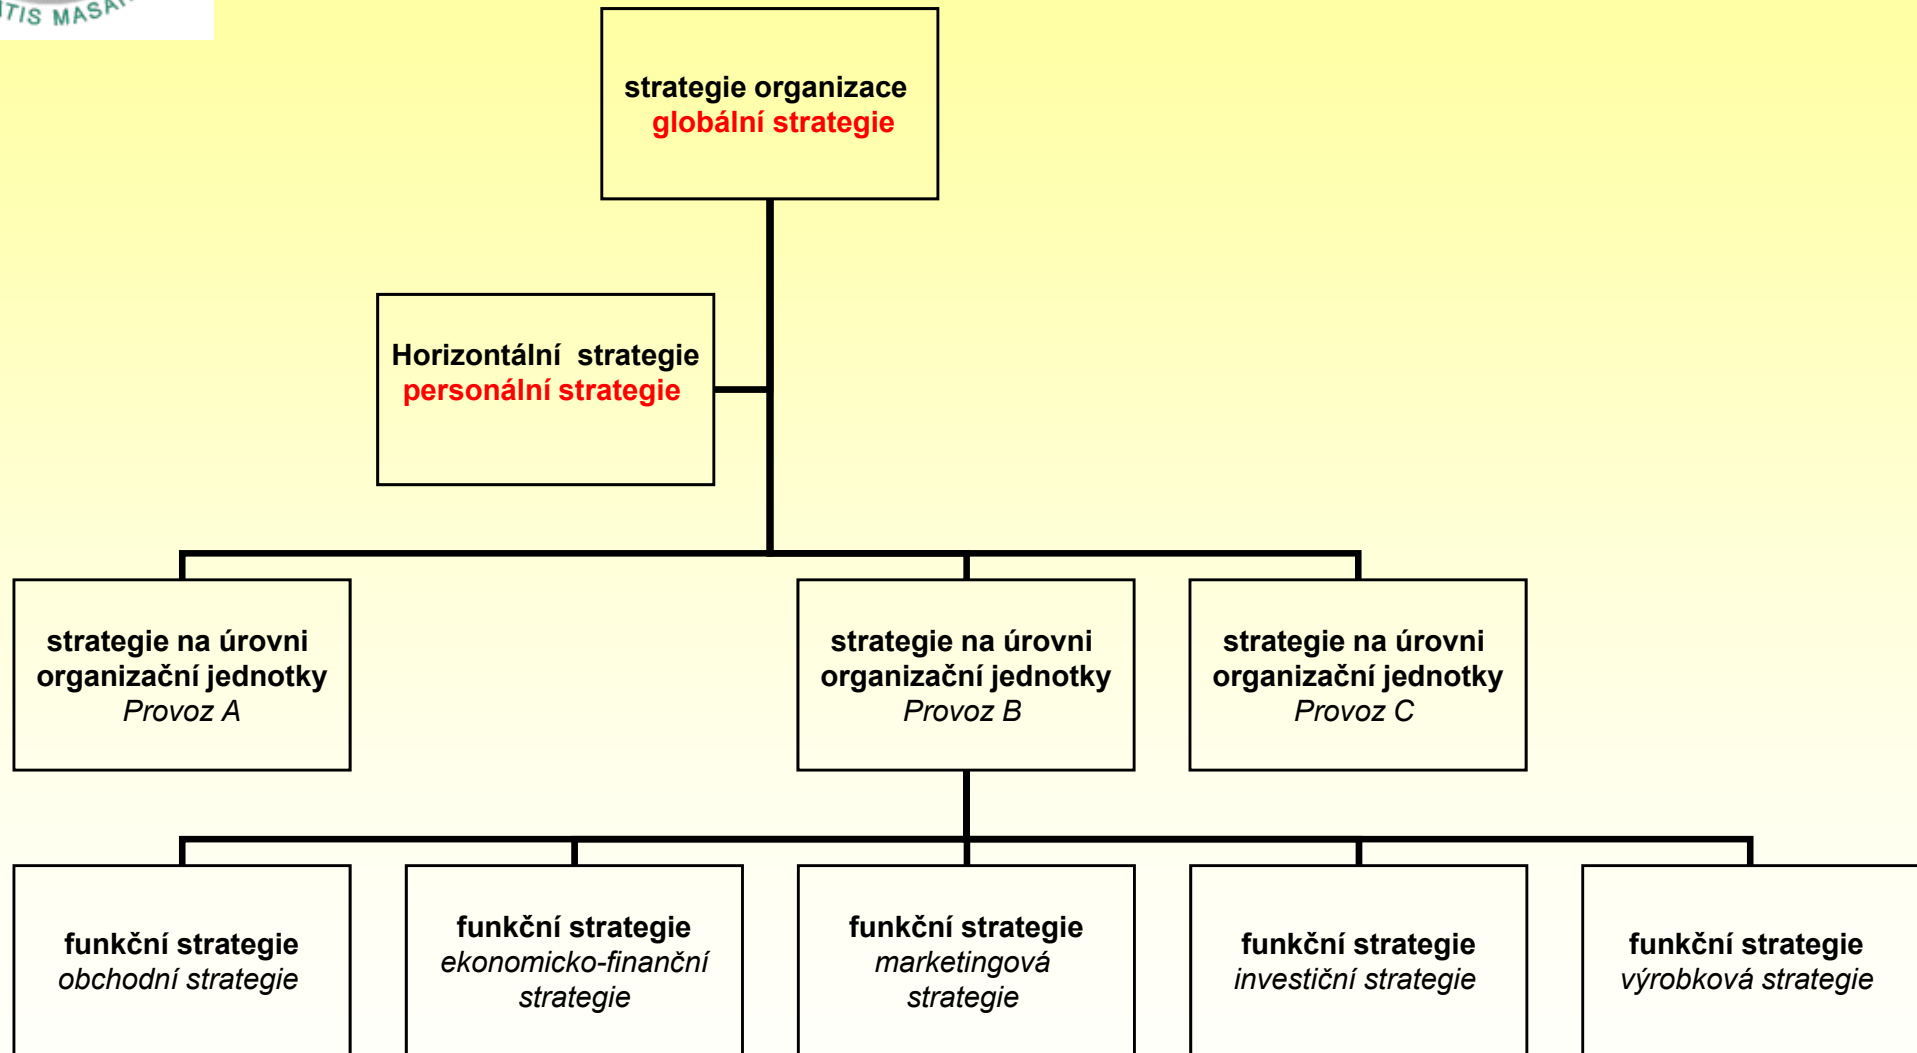 strategie organizace
globální strategie
Horizontální strategie
personální strategie
strategie na úrovni
organizační jednotky
Provoz A
strategie na úrovni
organizační jednotky
Provoz B
strategie na úrovni
organizační jednotky
Provoz C
funkční strategie
obchodní strategie
funkční strategie
ekonomicko-finanční
strategie
funkční strategie
marketingová
strategie
funkční strategie
investiční strategie
funkční strategie
výrobková strategie